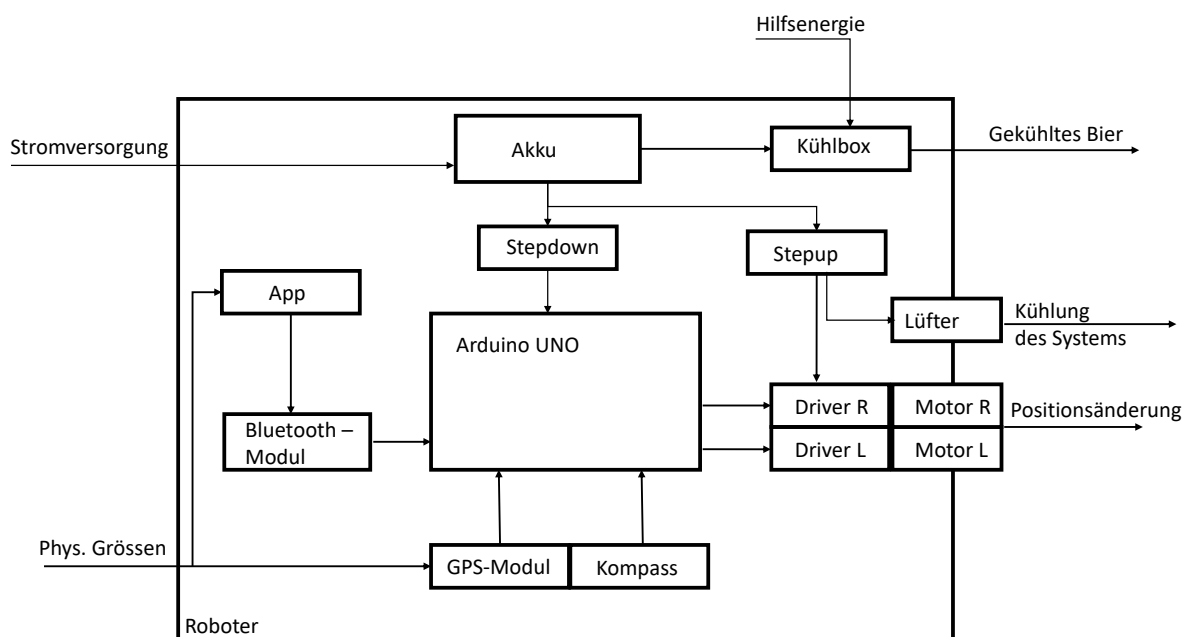 Hilfsenergie
Stromversorgung
Akku
Kühlbox
Gekühltes Bier
Stepdown
Stepup
App
Lüfter
Kühlung
des Systems
Arduino UNO
Driver R
Motor R
Positionsänderung
Bluetooth –
Modul
Driver L
Motor L
Phys. Grössen
GPS-Modul
Kompass
Roboter